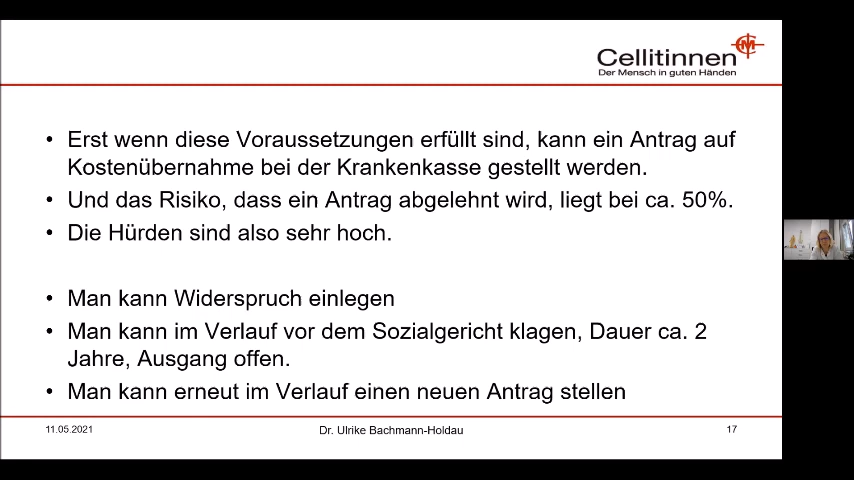 Cellitinnen
Der Mensch in guten Händen
• Erst wenn diese Voraussetzungen erfüllt sind, kann ein Antrag auf
Kostenübernahme bei der Krankenkasse gestellt werden.
• Und das Risiko, dass ein Antrag abgelehnt wird, liegt bei ca. 50%.
• Die Hürden sind also sehr hoch.
• Man kann Widerspruch einlegen
• Man kann im Verlauf vor dem Sozialgericht klagen, Dauer ca. 2
Jahre, Ausgang offen.
• Man kann erneut im Verlauf einen neuen Antrag stellen
11.05.2021
Dr. Ulrike Bachmann-Holdau
17